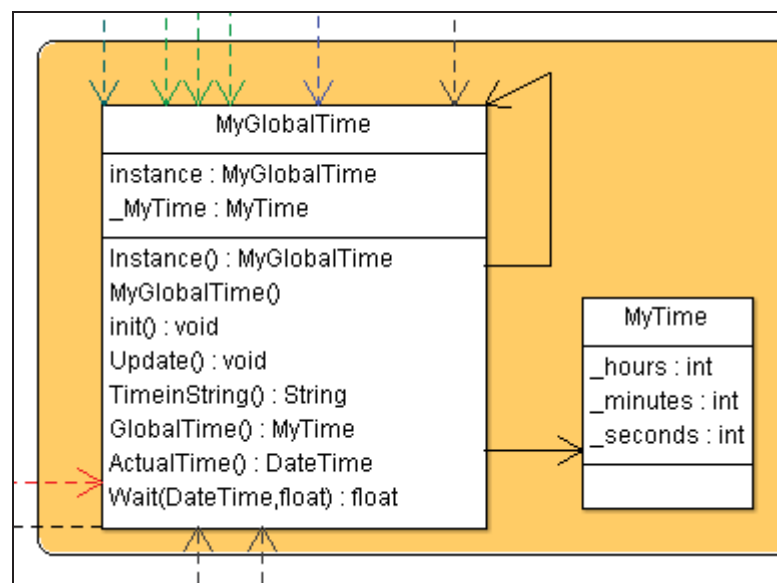 MyGlobalTime
instance : MyGlobalTime
_MyTime : MyTime
Instance() : MyGlobalTime
MyGlobalTime()
init() : void
Update() : void
TimeinString() : String
GlobalTime() : MyTime
ActualTime() : DateTime
Wait(DateTime,float) : float
MyTime
_hours : int
_minutes : int
_seconds : int